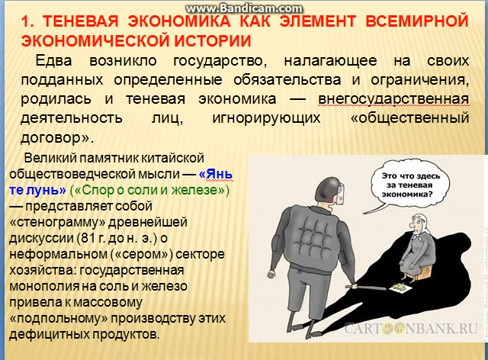 www.Bandicam.com
1. ТЕНЕВАЯ ЭКОНОМИКА КАК ЭЛЕМЕНТ ВСЕМИРНОЙ
ЭКОНОМИЧЕСКОЙ ИСТОРИИ
Едва возникло государство, налагающее на своих
подданных определенные обязательства и ограничения,
родилась и теневая экономика — внегосударственная
деятельность лиц, игнорирующих «общественный
договор».
Великий памятник китайской
обществоведческой мысли — «Янь
те лунь» («Спор о соли и железе»)
— представляет собой
«стенограмму» древнейшей
дискуссии (81 г. до н. э.) о
неформальном («сером») секторе
хозяйства: государственная
монополия на соль и железо
привела к массовому
«подпольному» производству этих
дефицитных продуктов.
Это что здесь
за теневая
экономика?
CARTOONBANK.RU